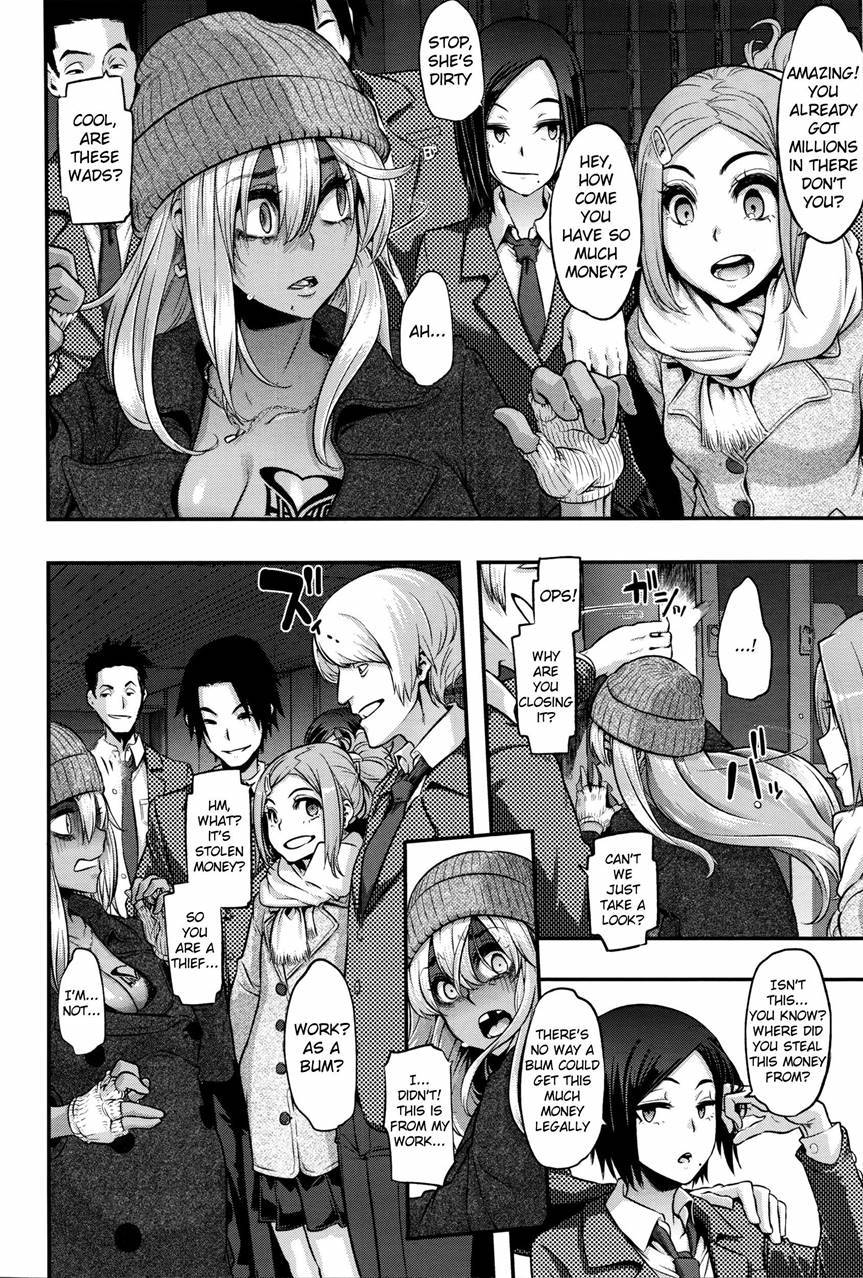 AMAZING!
YOU
ALREADY
GOT
MILLIONS
IN THERE
DON'T
YOU?
STOP,
SHE'S
DIRTY
HEY,
HOW
COME
YOU
HAVE SO
MUCH
MONEY?
COOL,
ARE
THESE
WADS?
AH...
...!
ガシッ
OPS!
WHY
ARE
YOU
CLOSING
IT?
CAN'T
WE
JUST
TAKE A
LOOK?
ズ
HM,
WHAT?
IT'S
STOLEN
MONEY?
SO
YOU
ARE A
THIEF...
I'M...
NOT...
ISN'T
THIS...
YOU KNOW?
WHERE DID
YOU STEAL
THIS MONEY
FROM?
THERE'S
NO WAY A
BUM COULD
GET THIS
MUCH
MONEY
LEGALLY
I...
DIDN'T!
THIS IS
FROM MY
WORK...
WORK?
AS A
BUM?